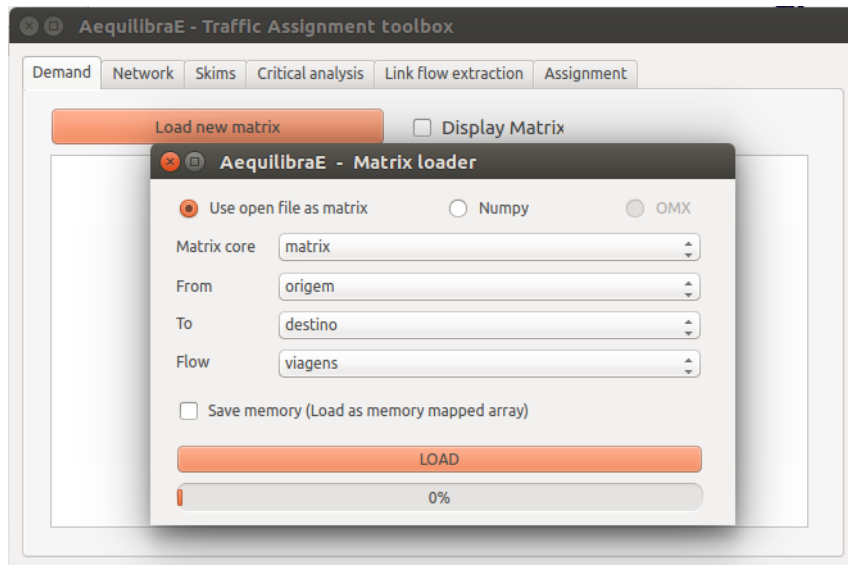 AequilibraE - Traffic Assignment toolbox
Demand Network Skims Critical analysis Link flow extraction Assignment
Load new matrix Display Matrix
AequilibraE - Matrix loader
Use open file as matrix Numpy OMX
Matrix core matrix
From origem
To destino
Flow viagens
Save memory (Load as memory mapped array)
LOAD
0%